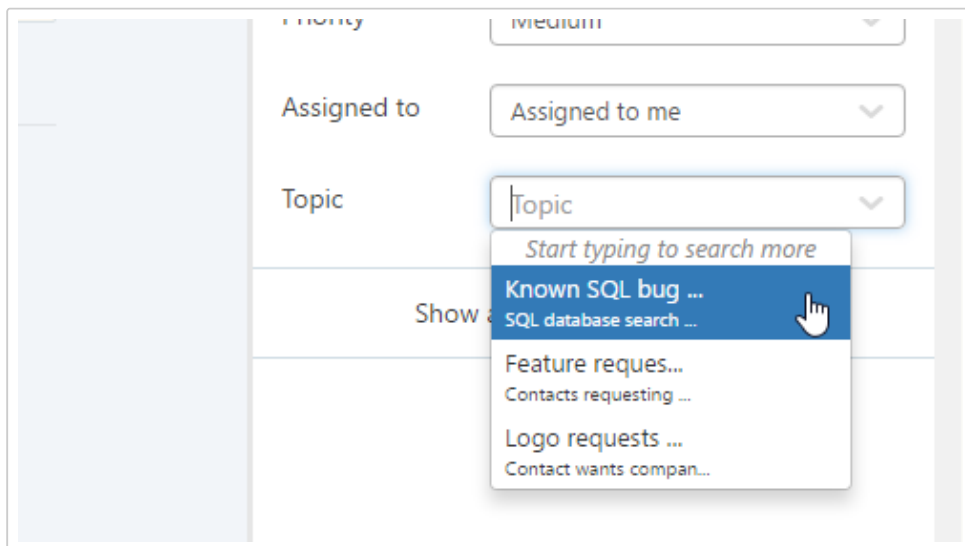 Priority Medium
Assigned to Assigned to me
Topic Topic
Start typing to search more
Known SQL bug ...
Show
SQL database search ...
Feature reques...
Contacts requesting ...
Logo requests ...
Contact wants compan...